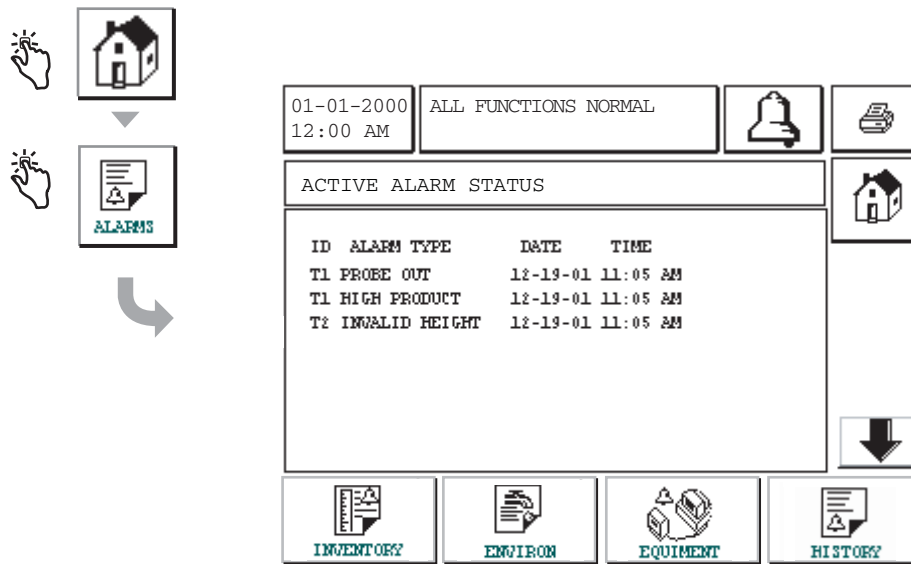 ALARMS
01-01-2000
12:00 AM
ALL FUNCTIONS NORMAL
ACTIVE ALARM STATUS
ID ALARM TYPE DATE TIME
T1 PROBE OUT 12-19-01 11:05 AM
T1 HIGH PRODUCT 12-19-01 11:05 AM
T2 INVALID HEIGHT 12-19-01 11:05 AM
INVENTORY ENVIRON EQUIMENT HISTORY